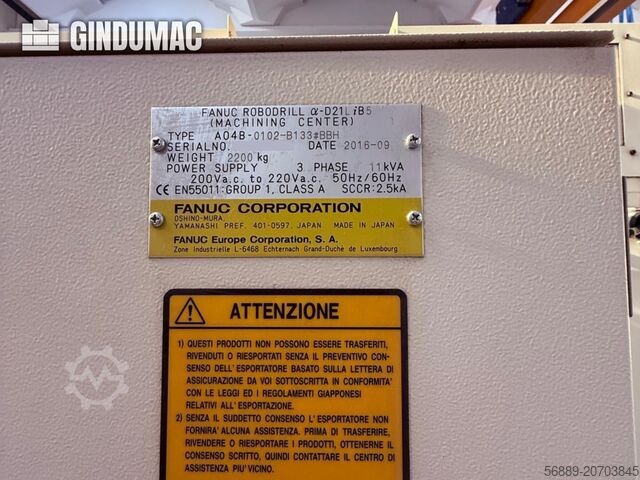 GINDUMAC
FANUC ROBODRILL α-D21LiB5
(MACHINING CENTER)
TYPE A04B-0102-B133#BBH
SERIALNO. DATE 2016-09
WEIGHT 2200 kg
POWER SUPPLY 3 PHASE 11kVA
200Va.c. to 220Va.c. 50Hz/60Hz
CE EN55011:GROUP 1, CLASS A SCCR:2.5kA
FANUC CORPORATION
OSHINO-MURA,
YAMANASHI PREF. 401-0597, JAPAN MADE IN JAPAN
FANUC Europe Corporation, S. A.
Zone Industrielle L-6468 Echternach Grand-Duché de Luxembourg
ATTENZIONE
1) QUESTI PRODOTTI NON POSSONO ESSERE TRASFERITI,
RIVENDUTI O RIESPORTATI SENZA IL PREVENTIVO CON-
SENSO DELL'ESPORTATORE BASATO SULLA LETTERA DI
ASSICURAZIONE DA VOI SOTTOSCRITTA IN CONFORMITA'
CON LE LEGGI ED I REGOLAMENTI GIAPPONESI
RELATIVI ALL'ESPORTAZIONE.
2) SENZA IL SUDDETTO CONSENSO L'ESPORTATORE NON
FORNIRA' ALCUNA ASSISTENZA. PRIMA DI TRASFERIRE,
RIVENDERE O RIESPORTARE I PRODOTTI, OTTENERNE IL
CONSENSO SCRITTO, QUINDI CONTATTARE IL CENTRO DI
ASSISTENZA PIU'VICINO.
56889-20703845